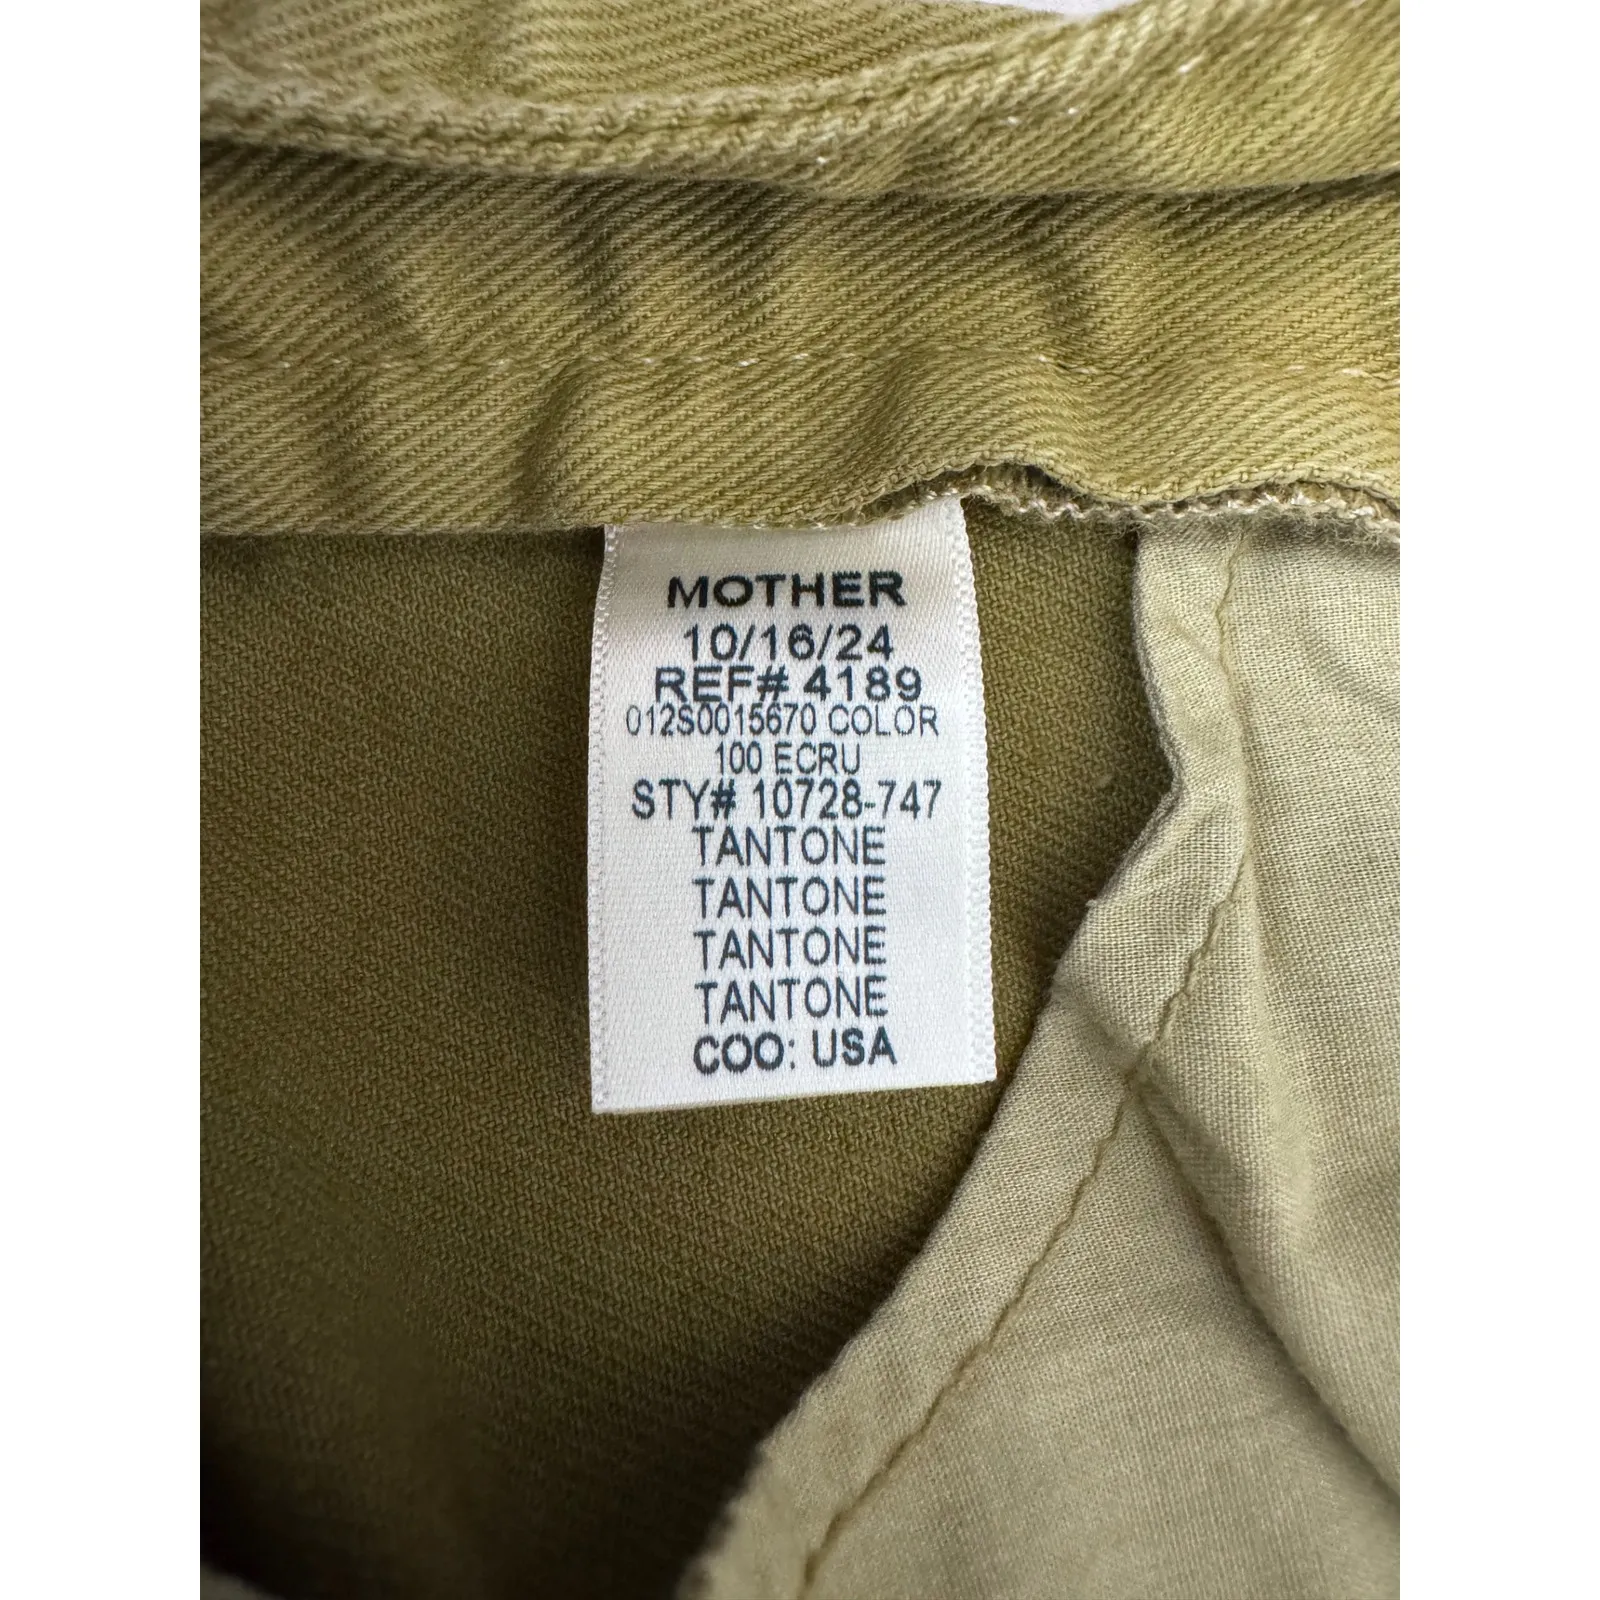 MOTHER
10/16/24
REF# 4189
012S0015670 COLOR
100 ECRU
STY# 10728-747
TANTONE
TANTONE
TANTONE
TANTONE
COO: USA